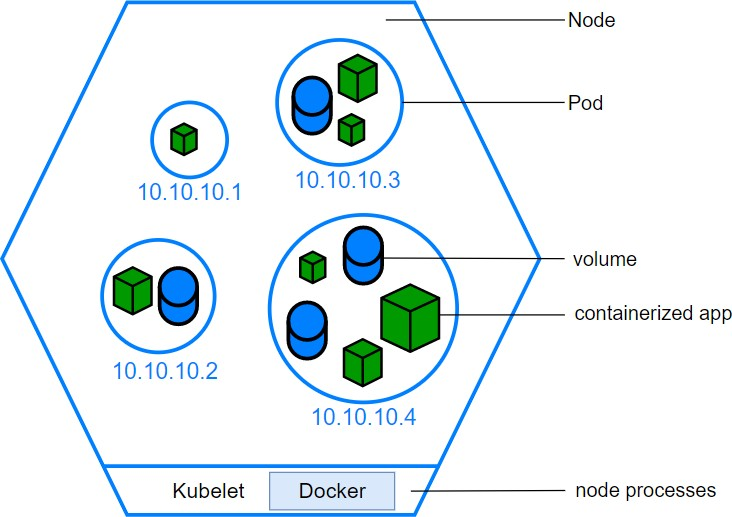 Node
Pod
10.10.10.3
10.10.10.1
volume
containerized app
10.10.10.2
10.10.10.4
Kubelet
Docker
node processes